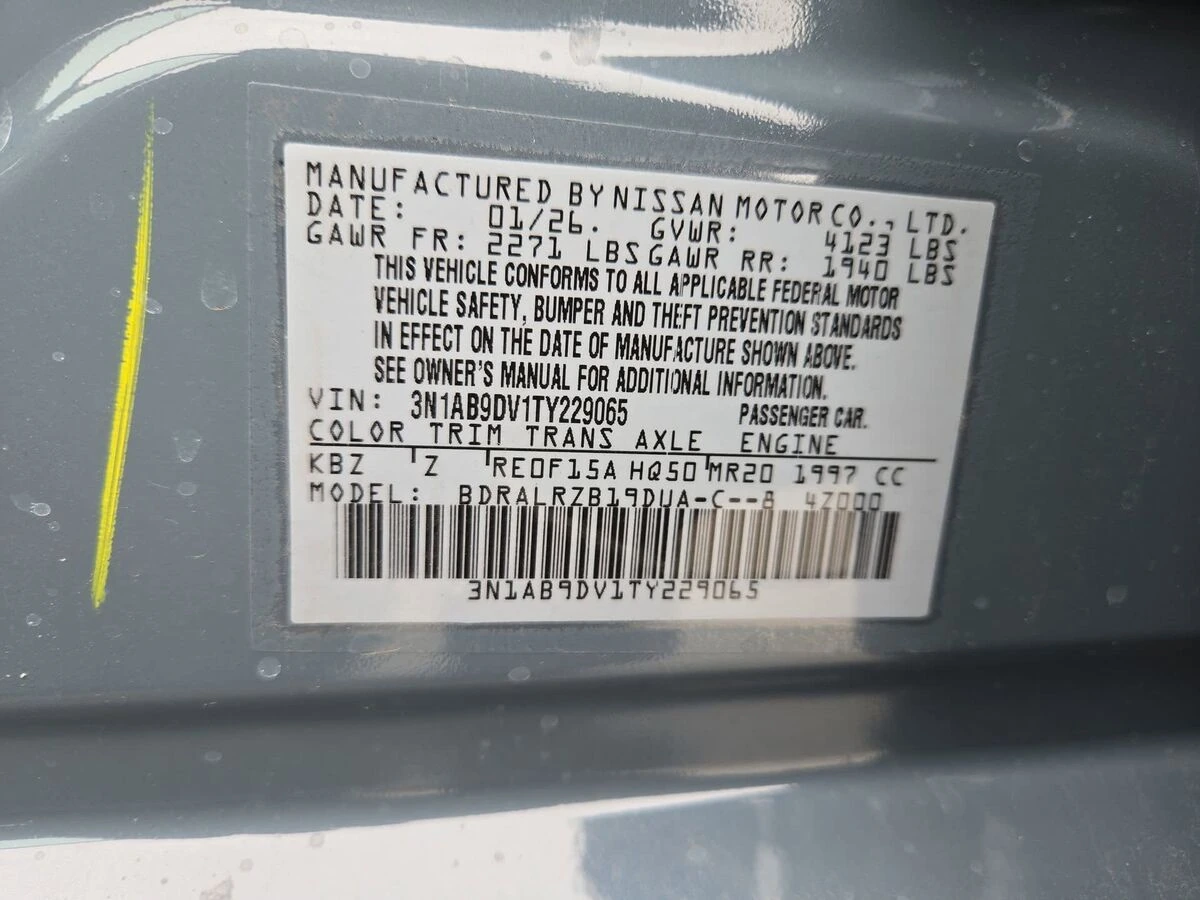 MANUFACTURED BY NISSAN MOTOR CO., LTD.
DATE: 01/26. GVWR: 4123 LBS
GAWR FR: 2271 LBS GAWR RR: 1940 LBS
THIS VEHICLE CONFORMS TO ALL APPLICABLE FEDERAL MOTOR
VEHICLE SAFETY, BUMPER AND THEFT PREVENTION STANDARDS
IN EFFECT ON THE DATE OF MANUFACTURE SHOWN ABOVE.
SEE OWNER'S MANUAL FOR ADDITIONAL INFORMATION.
VIN: 3N1AB9DV1TY229065 PASSENGER CAR.
COLOR TRIM TRANS AXLE ENGINE
KBZ Z RE0F15A HQ50 MR20 1997 CC
MODEL: BDRALRZB19DUA-C--8 4Z000
3N1AB9DV1TY229065